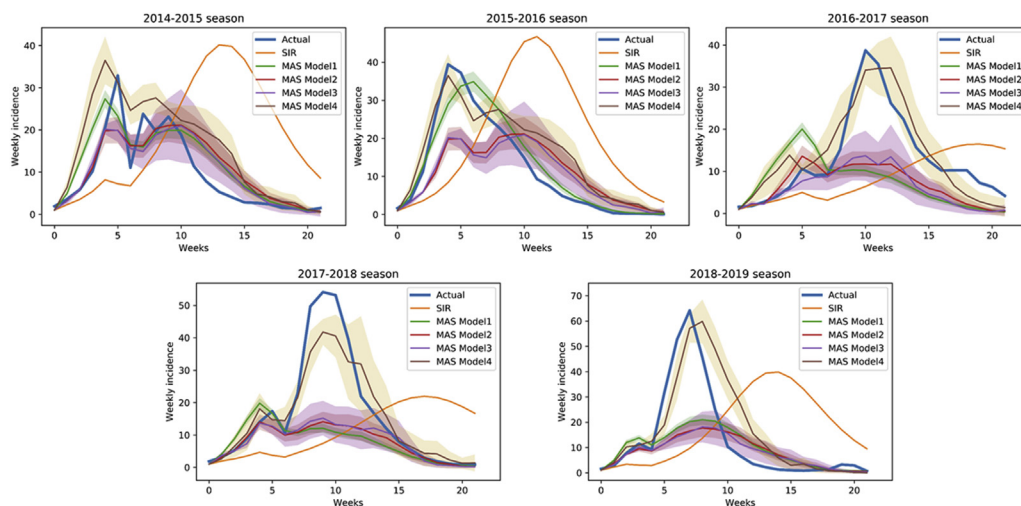 2014-2015 season
Weekly incidence
40
30
20
10
0
0 5 10 15 20
Weeks
Actual
SIR
MAS Model1
MAS Model2
MAS Model3
MAS Model4
2015-2016 season
Weekly incidence
40
30
20
10
0
0 5 10 15 20
Weeks
Actual
SIR
MAS Model1
MAS Model2
MAS Model3
MAS Model4
2016-2017 season
Weekly incidence
40
30
20
10
0
0 5 10 15 20
Weeks
Actual
SIR
MAS Model1
MAS Model2
MAS Model3
MAS Model4
2017-2018 season
Weekly incidence
50
40
30
20
10
0
0 5 10 15 20
Weeks
Actual
SIR
MAS Model1
MAS Model2
MAS Model3
MAS Model4
2018-2019 season
Weekly incidence
70
60
50
40
30
20
10
0
0 5 10 15 20
Weeks
Actual
SIR
MAS Model1
MAS Model2
MAS Model3
MAS Model4